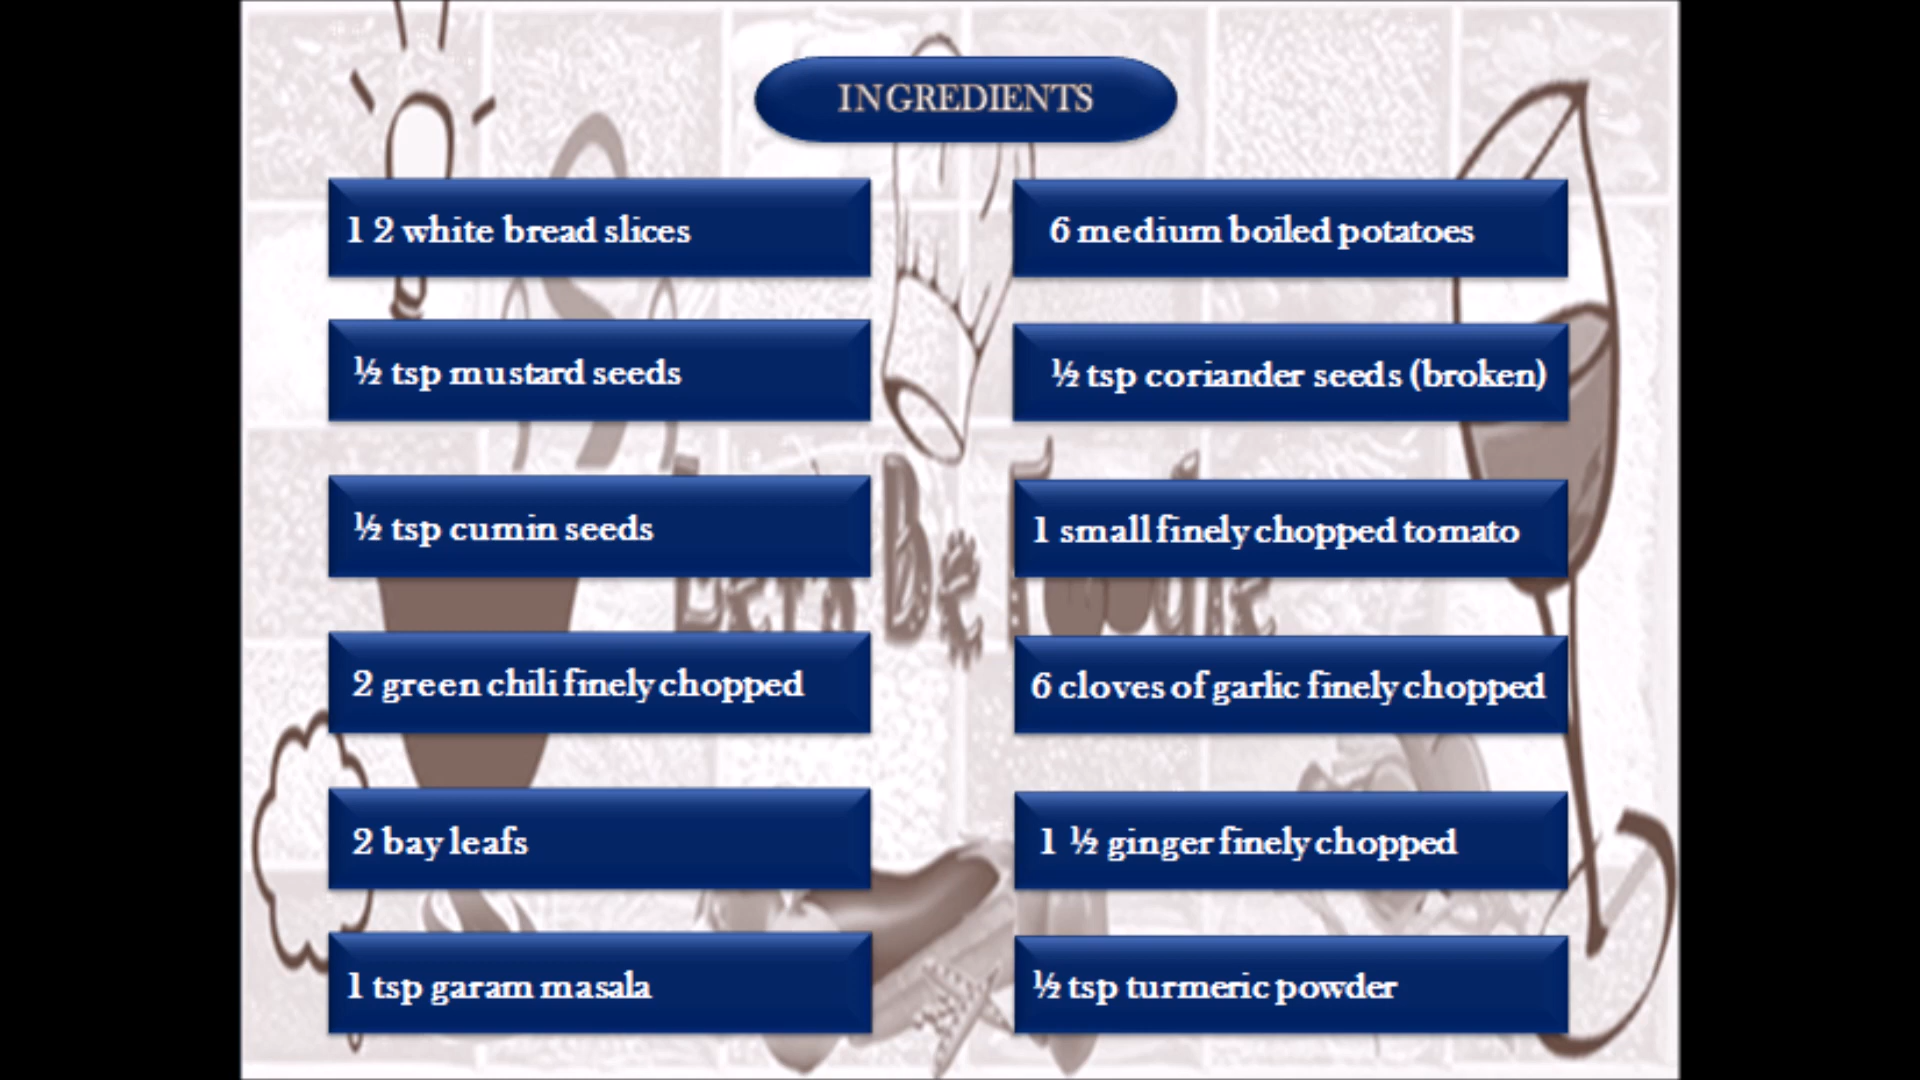 INGREDIENTS
1 2 white bread slices
6 medium boiled potatoes
½ tsp mustard seeds
½ tsp coriander seeds (broken)
½ tsp cumin seeds
1 small finely chopped tomato
2 green chili finely chopped
6 cloves of garlic finely chopped
2 bay leafs
1 ½ ginger finely chopped
1 tsp garam masala
½ tsp turmeric powder